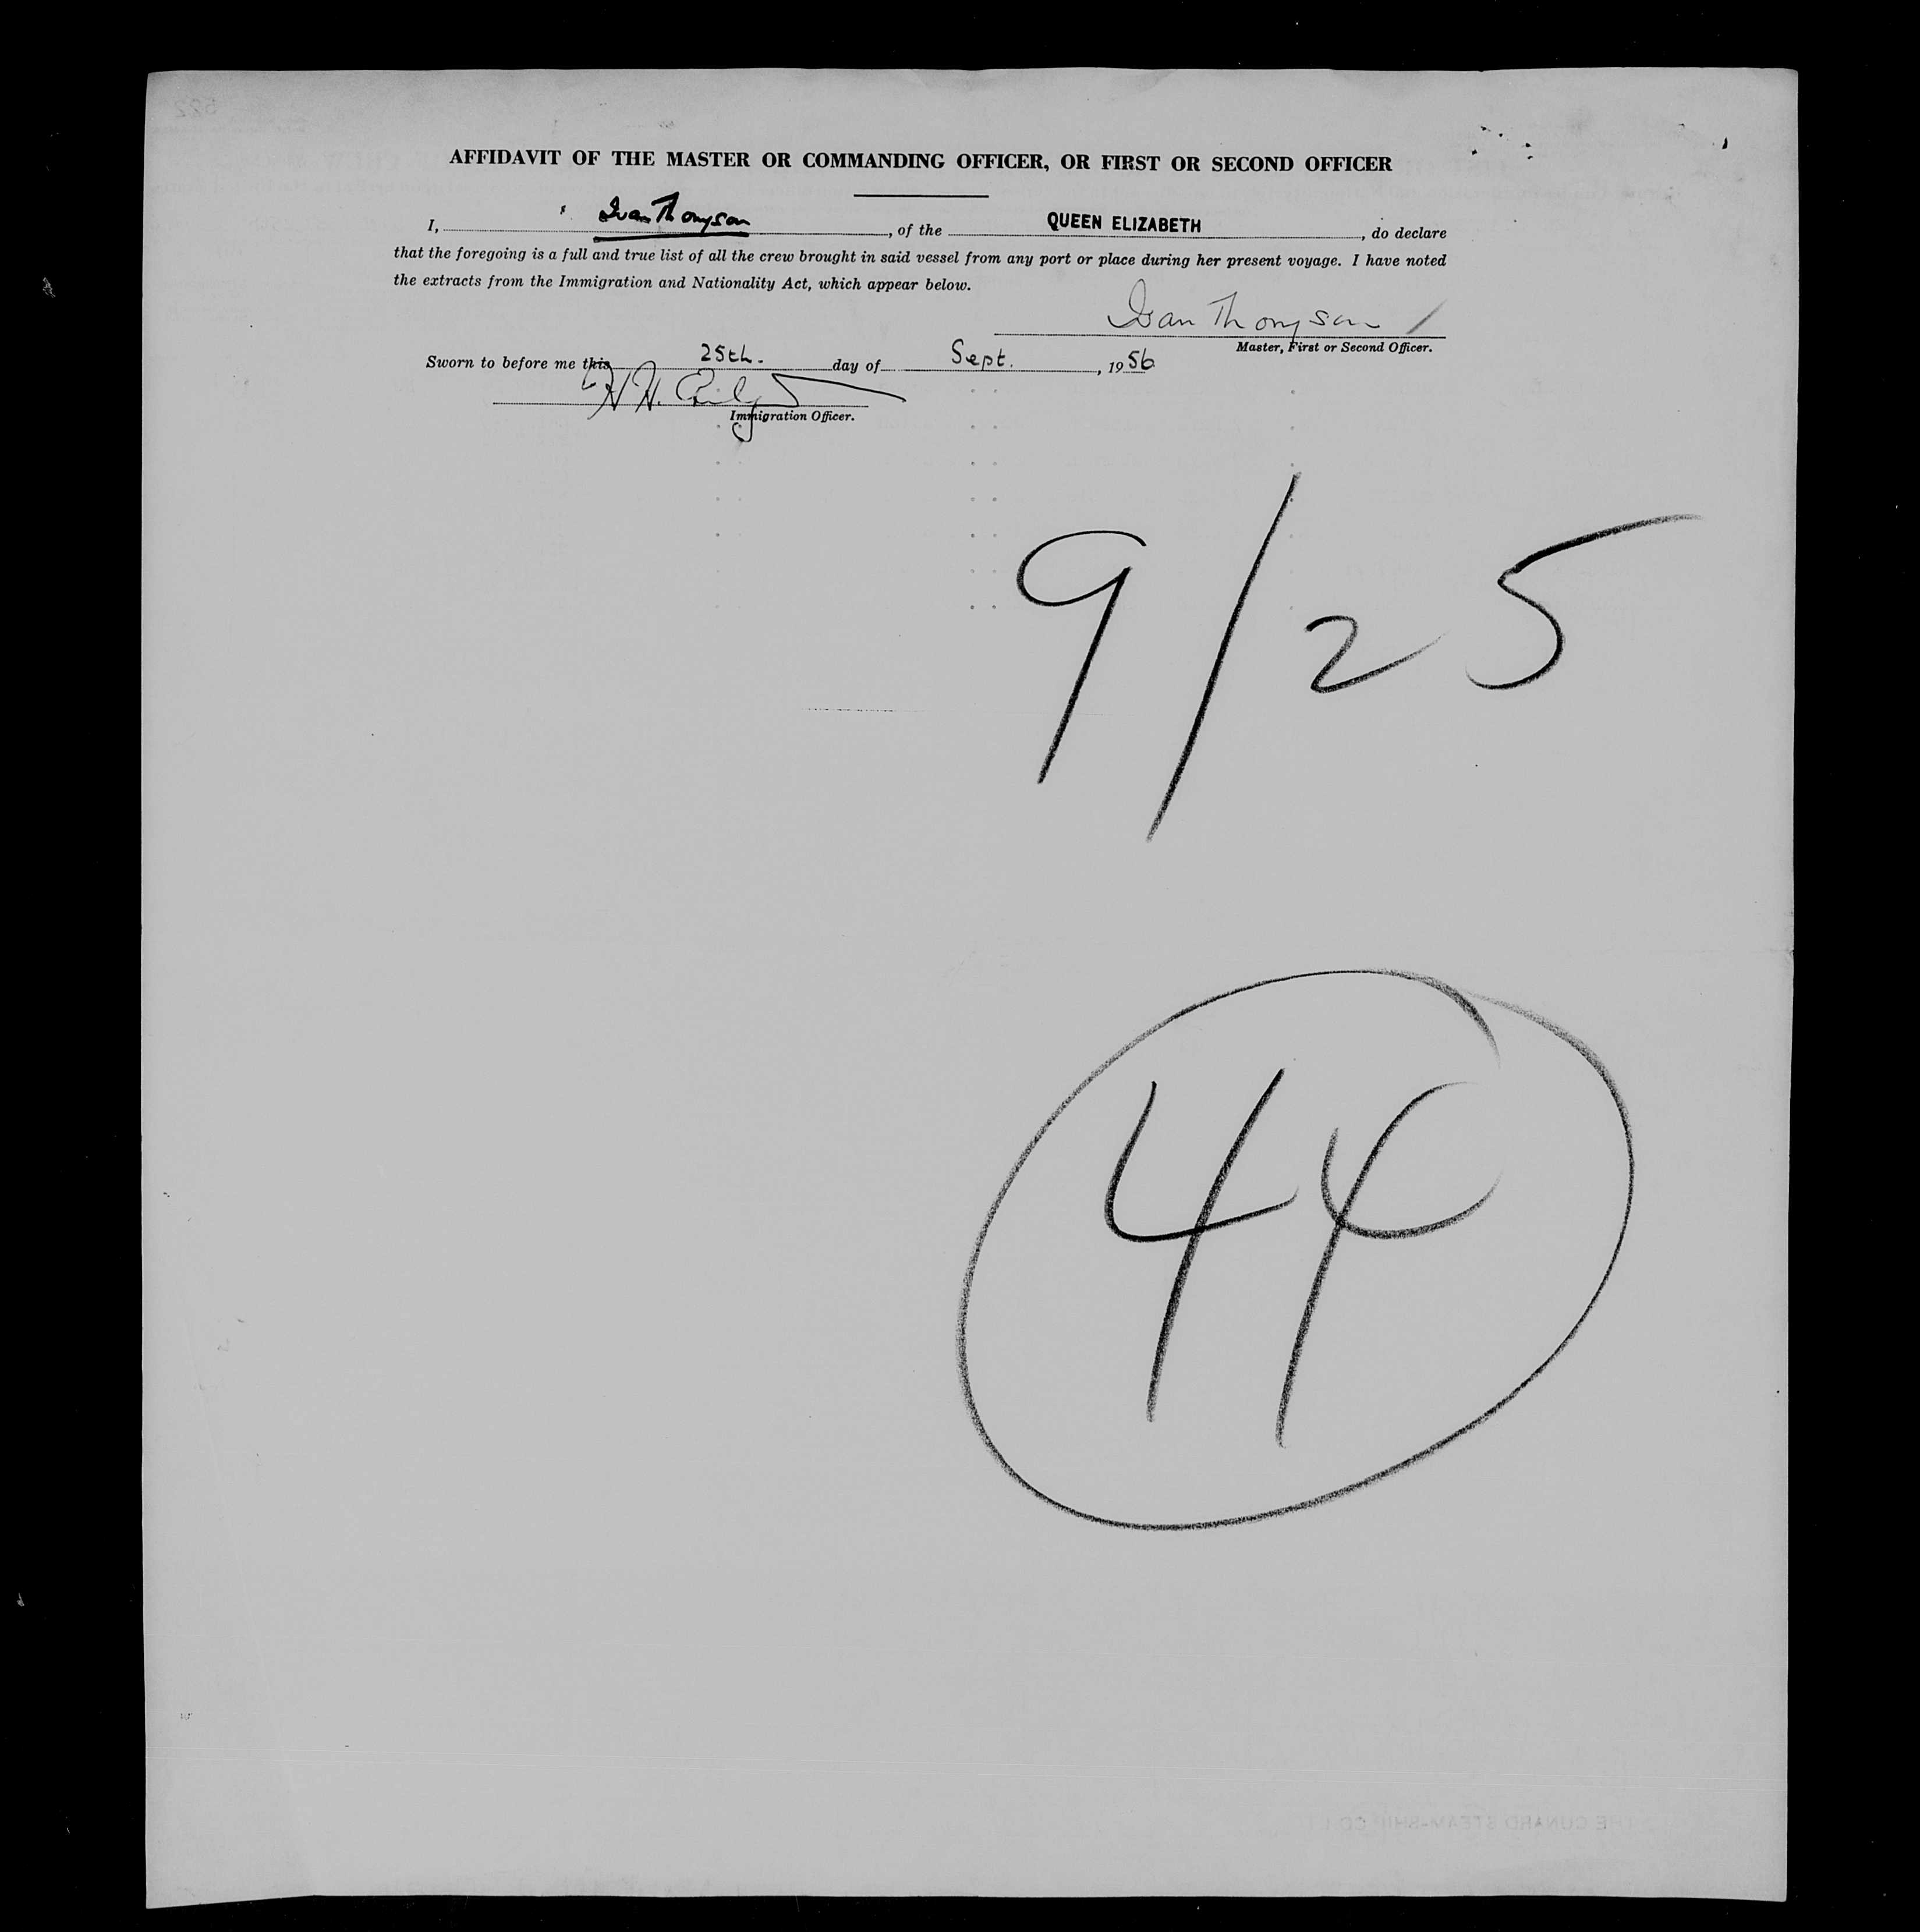 AFFIDAVIT OF THE MASTER OR COMMANDING OFFICER, OR FIRST OR SECOND OFFICER
I, Ivan Thompson, of the QUEEN ELIZABETH, do declare
that the foregoing is a full and true list of all the crew brought in said vessel from any port or place during her present voyage. I have noted
the extracts from the Immigration and Nationality Act, which appear below.
Ivan Thompson
Master, First or Second Officer.
Sworn to before me this 25th. day of Sept., 1956
H H.
Immigration Officer.
9/25
44